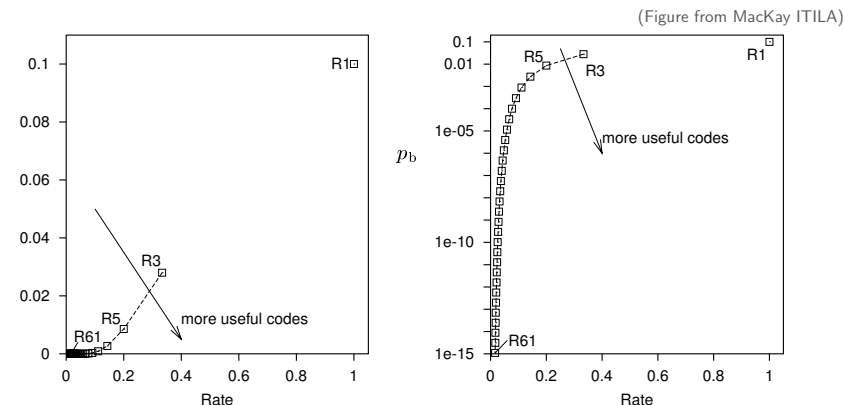 (Figure from MacKay ITILA)
0.1
0.08
0.06
0.04
0.02
0
R1
R3
R5
R61
more useful codes
0 0.2 0.4 0.6 0.8 1
Rate
pb
0.1
0.01
1e-05
1e-10
1e-15
R5
R3
R1
more useful codes
R61
0 0.2 0.4 0.6 0.8 1
Rate